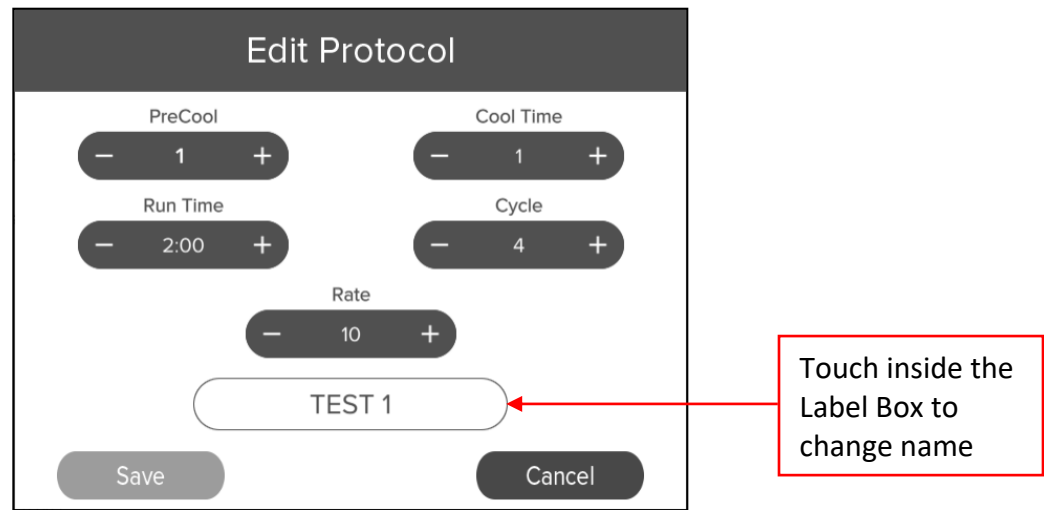 Edit Protocol
PreCool
Cool Time
− 1 +
− 1 +
Run Time
Cycle
− 2:00 +
− 4 +
Rate
− 10 +
TEST 1
Touch inside the
Label Box to
change name
Save
Cancel